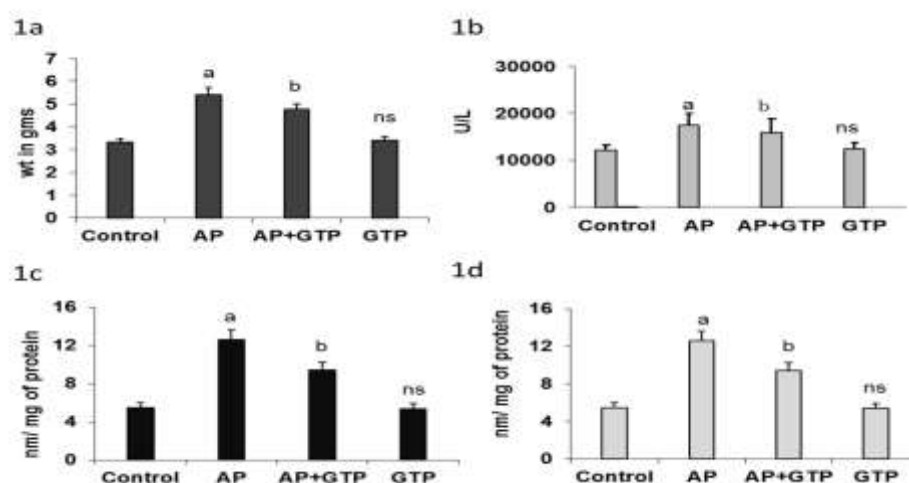 1a
wt in gms
7
6
5
4
3
2
1
0
a
b
ns
Control AP AP+GTP GTP
1b
U/L
30000
20000
10000
0
a
b
ns
Control AP AP+GTP GTP
1c
nm/ mg of protein
16
12
8
4
0
a
b
ns
Control AP AP+GTP GTP
1d
nm/ mg of protein
16
12
8
4
0
a
b
ns
Control AP AP+GTP GTP